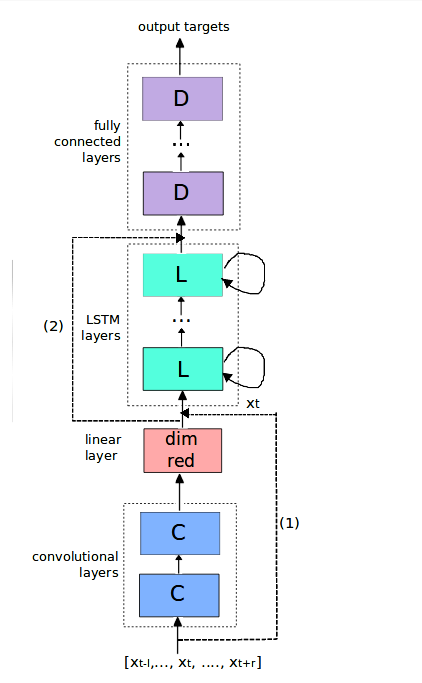 output targets
D
fully
connected
layers
...
D
(2)
L
LSTM
layers
...
L
xt
linear
layer
dim
red
(1)
C
convolutional
layers
C
[xt-l,..., xt, ...., xt+r]